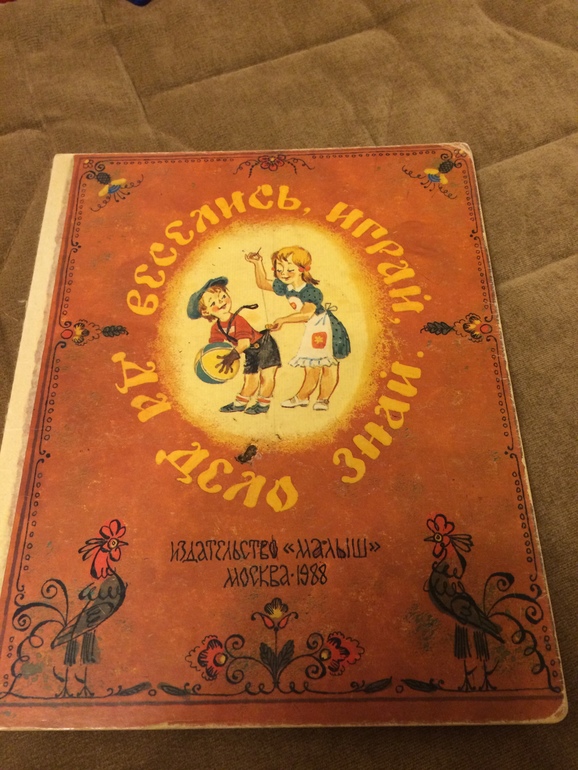 ВЕСЕЛИСЬ, ИГРАЙ,
ДА ДЕЛО ЗНАЙ.
ИЗДАТЕЛЬСТВО «МАЛЫШ»
МОСКВА·1988